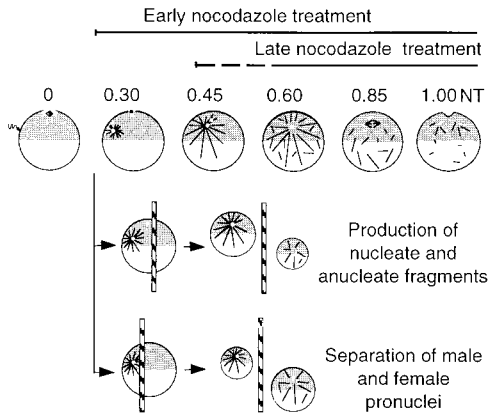 Early nocodazole treatment
Late nocodazole treatment
0 0.30 0.45 0.60 0.85 1.00 NT
Production of
nucleate and
anucleate fragments
Separation of male
and female
pronuclei